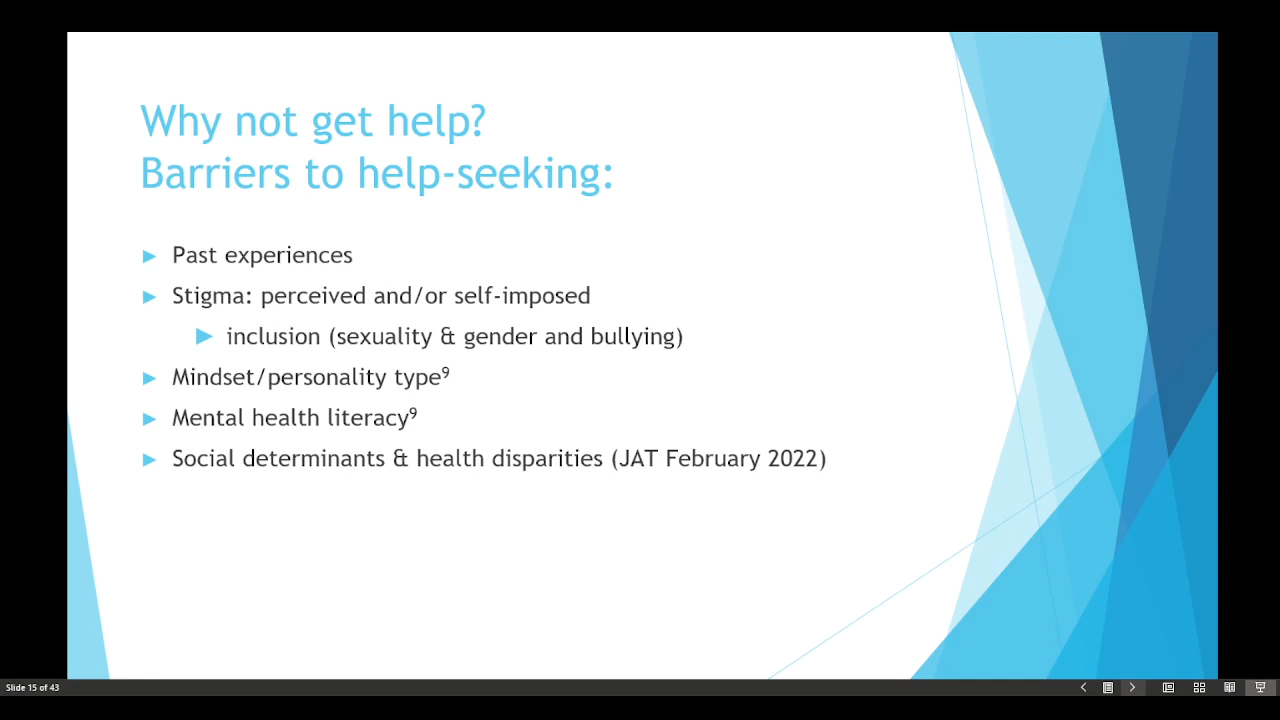 Why not get help?
Barriers to help-seeking:
Past experiences
Stigma: perceived and/or self-imposed
inclusion (sexuality & gender and bullying)
Mindset/personality type⁹
Mental health literacy⁹
Social determinants & health disparities (JAT February 2022)
Slide 15 of 43